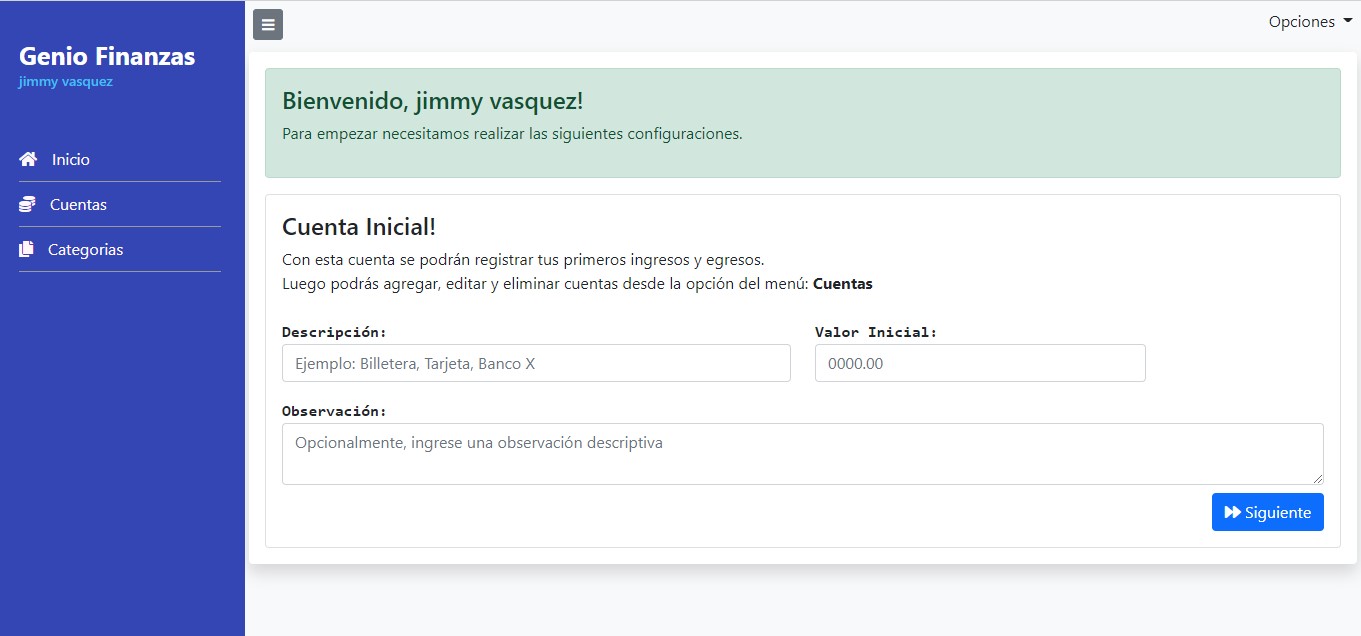 Genio Finanzas
jimmy vasquez
Inicio
Cuentas
Categorias
Opciones
Bienvenido, jimmy vasquez!
Para empezar necesitamos realizar las siguientes configuraciones.
Cuenta Inicial!
Con esta cuenta se podrán registrar tus primeros ingresos y egresos.
Luego podrás agregar, editar y eliminar cuentas desde la opción del menú: Cuentas
Descripción:
Ejemplo: Billetera, Tarjeta, Banco X
Valor Inicial:
0000.00
Observación:
Opcionalmente, ingrese una observación descriptiva
Siguiente